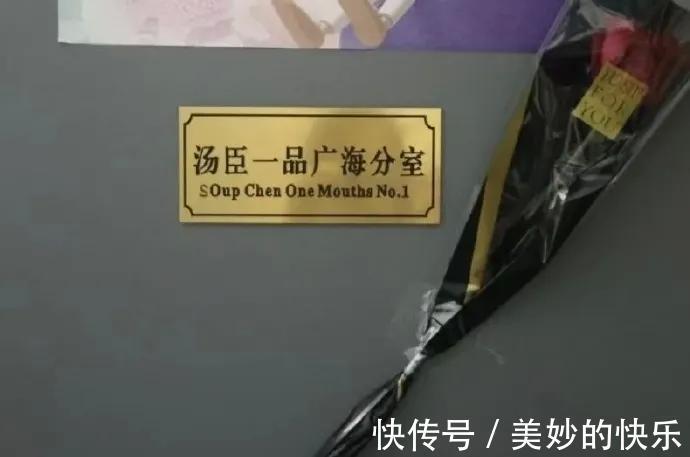 汤臣一品广海分室
SOup Chen One Mouths No.1
JUST
FOR
YOU
快传号 / 美妙的快乐